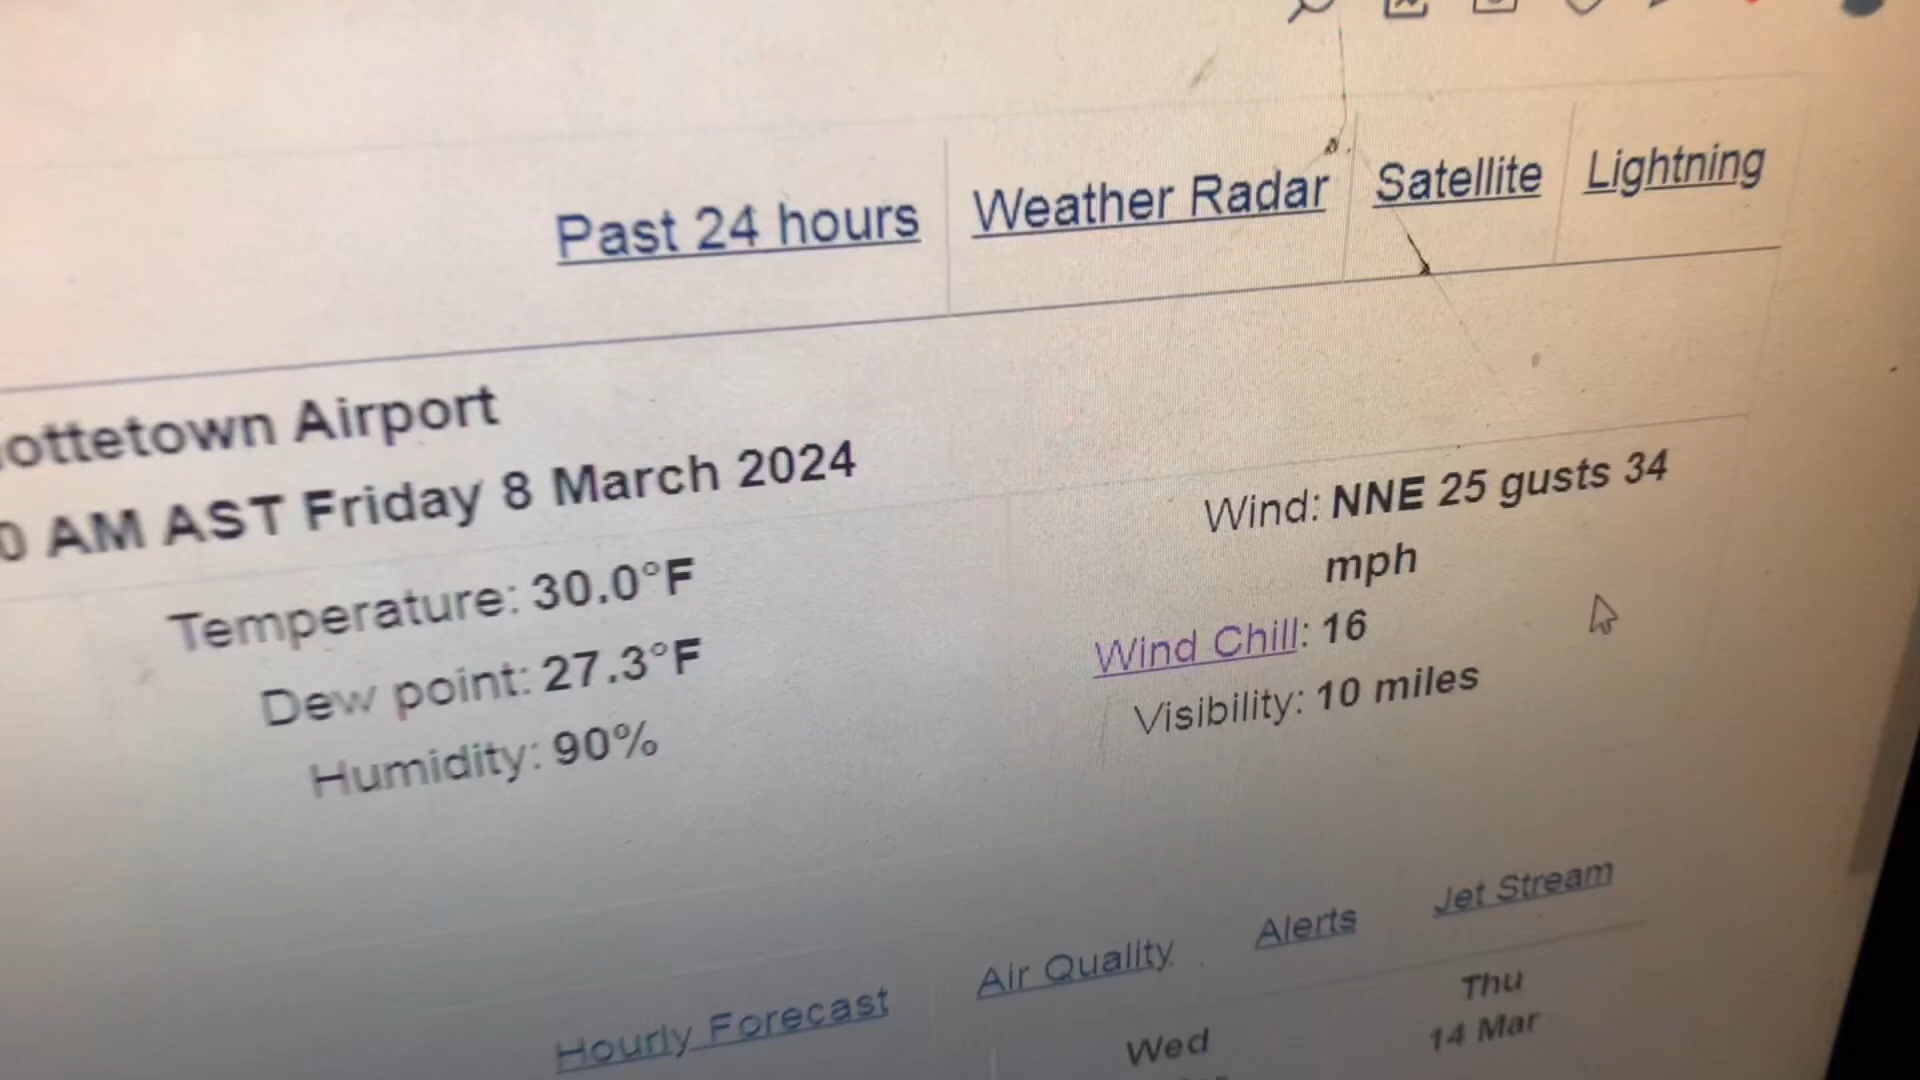 Past 24 hours
Weather Radar
Satellite
Lightning
ottetown Airport
0 AM AST Friday 8 March 2024
Temperature: 30.0°F
Dew point: 27.3°F
Humidity: 90%
Wind: NNE 25 gusts 34
mph
Wind Chill: 16
Visibility: 10 miles
Hourly Forecast
Air Quality
Alerts
Jet Stream
Wed
Thu
14 Mar